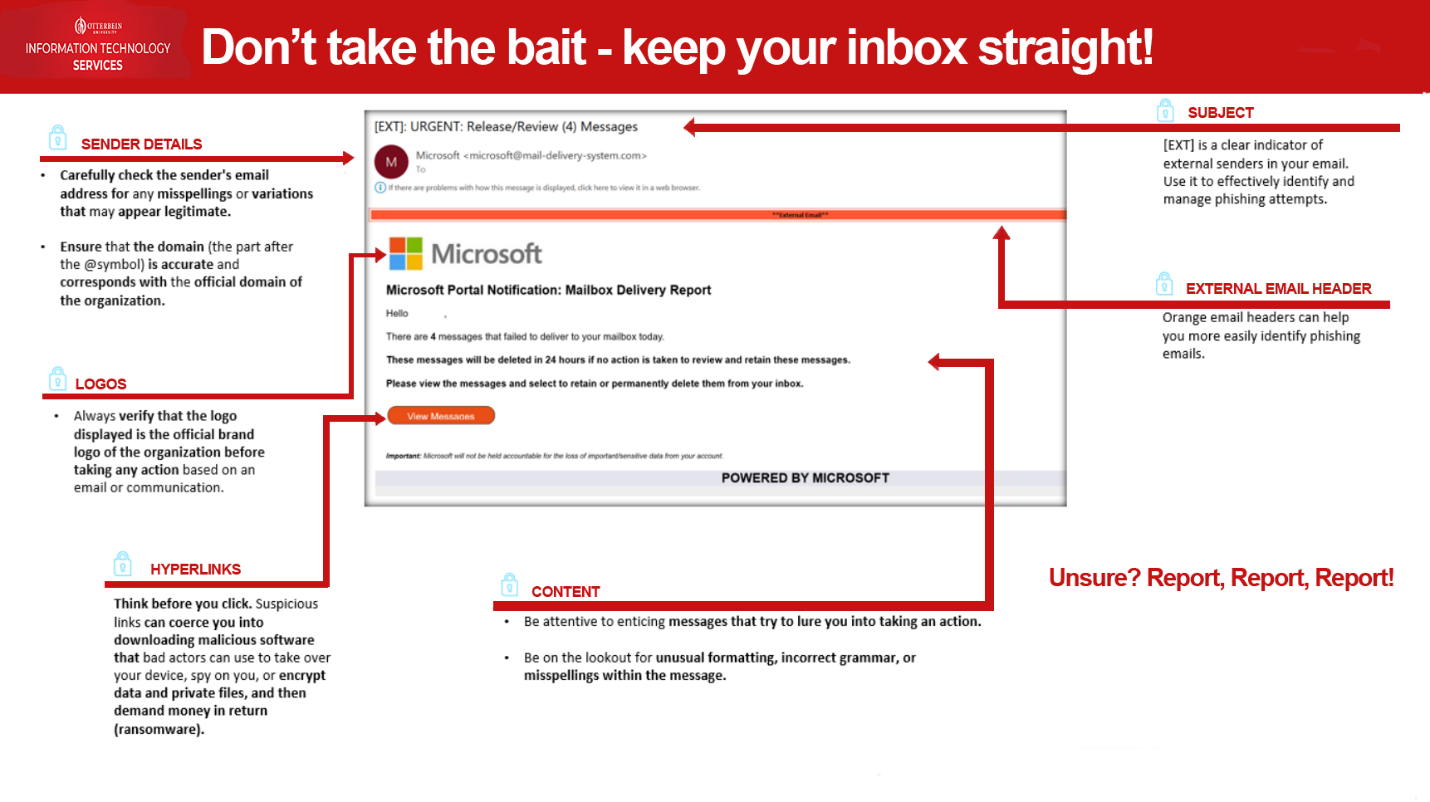 OTTERBEIN
UNIVERSITY
INFORMATION TECHNOLOGY
SERVICES
Don't take the bait - keep your inbox straight!
SENDER DETAILS
• Carefully check the sender's email
address for any misspellings or variations
that may appear legitimate.
• Ensure that the domain (the part after
the @symbol) is accurate and
corresponds with the official domain of
the organization.
LOGOS
• Always verify that the logo
displayed is the official brand
logo of the organization before
taking any action based on an
email or communication.
HYPERLINKS
Think before you click. Suspicious
links can coerce you into
downloading malicious software
that bad actors can use to take over
your device, spy on you, or encrypt
data and private files, and then
demand money in return
(ransomware).
[EXT]: URGENT: Release/Review (4) Messages
M
Microsoft <microsoft@mail-delivery-system.com>
To
If there are problems with how this message is displayed, click here to view it in a web browser.
**External Email**
Microsoft
Microsoft Portal Notification: Mailbox Delivery Report
Hello ,
There are 4 messages that failed to deliver to your mailbox today.
These messages will be deleted in 24 hours if no action is taken to review and retain these messages.
Please view the messages and select to retain or permanently delete them from your inbox.
View Messages
Important: Microsoft will not be held accountable for the loss of important/sensitive data from your account.
POWERED BY MICROSOFT
CONTENT
• Be attentive to enticing messages that try to lure you into taking an action.
• Be on the lookout for unusual formatting, incorrect grammar, or
misspellings within the message.
SUBJECT
[EXT] is a clear indicator of
external senders in your email.
Use it to effectively identify and
manage phishing attempts.
EXTERNAL EMAIL HEADER
Orange email headers can help
you more easily identify phishing
emails.
Unsure? Report, Report, Report!